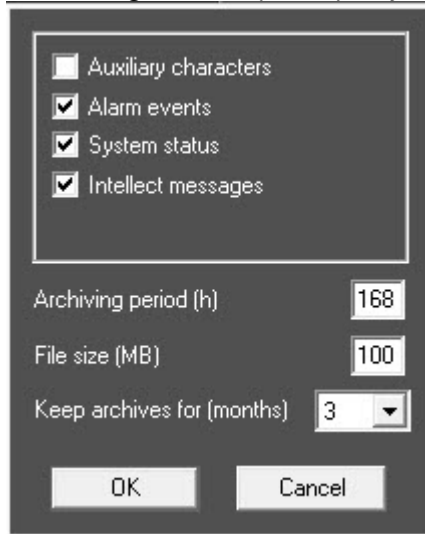 Auxiliary characters
Alarm events
System status
Intellect messages
Archiving period (h) 168
File size (MB) 100
Keep archives for (months) 3
OK Cancel